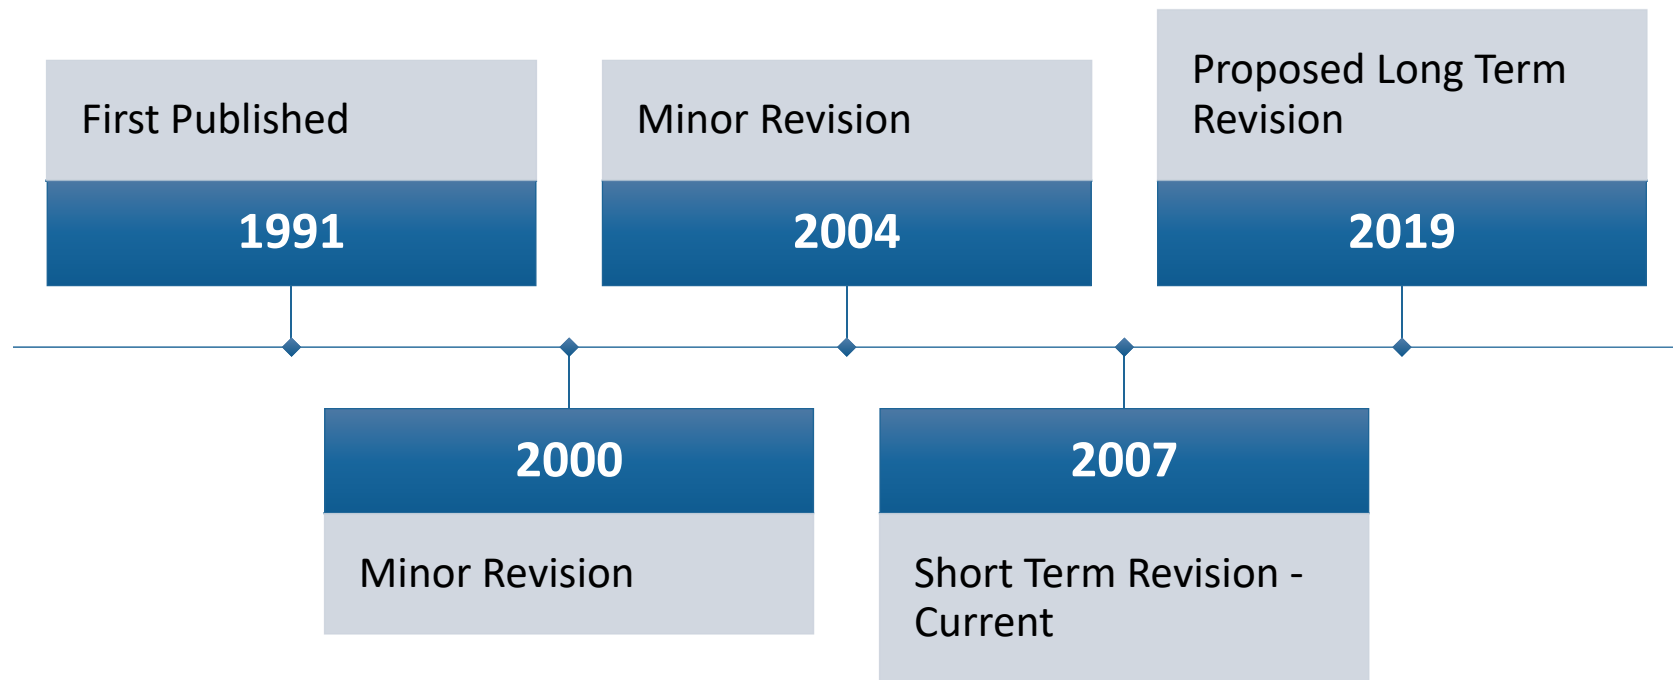 First Published
1991
2000
Minor Revision
Minor Revision
2004
2007
Short Term Revision -
Current
Proposed Long Term
Revision
2019